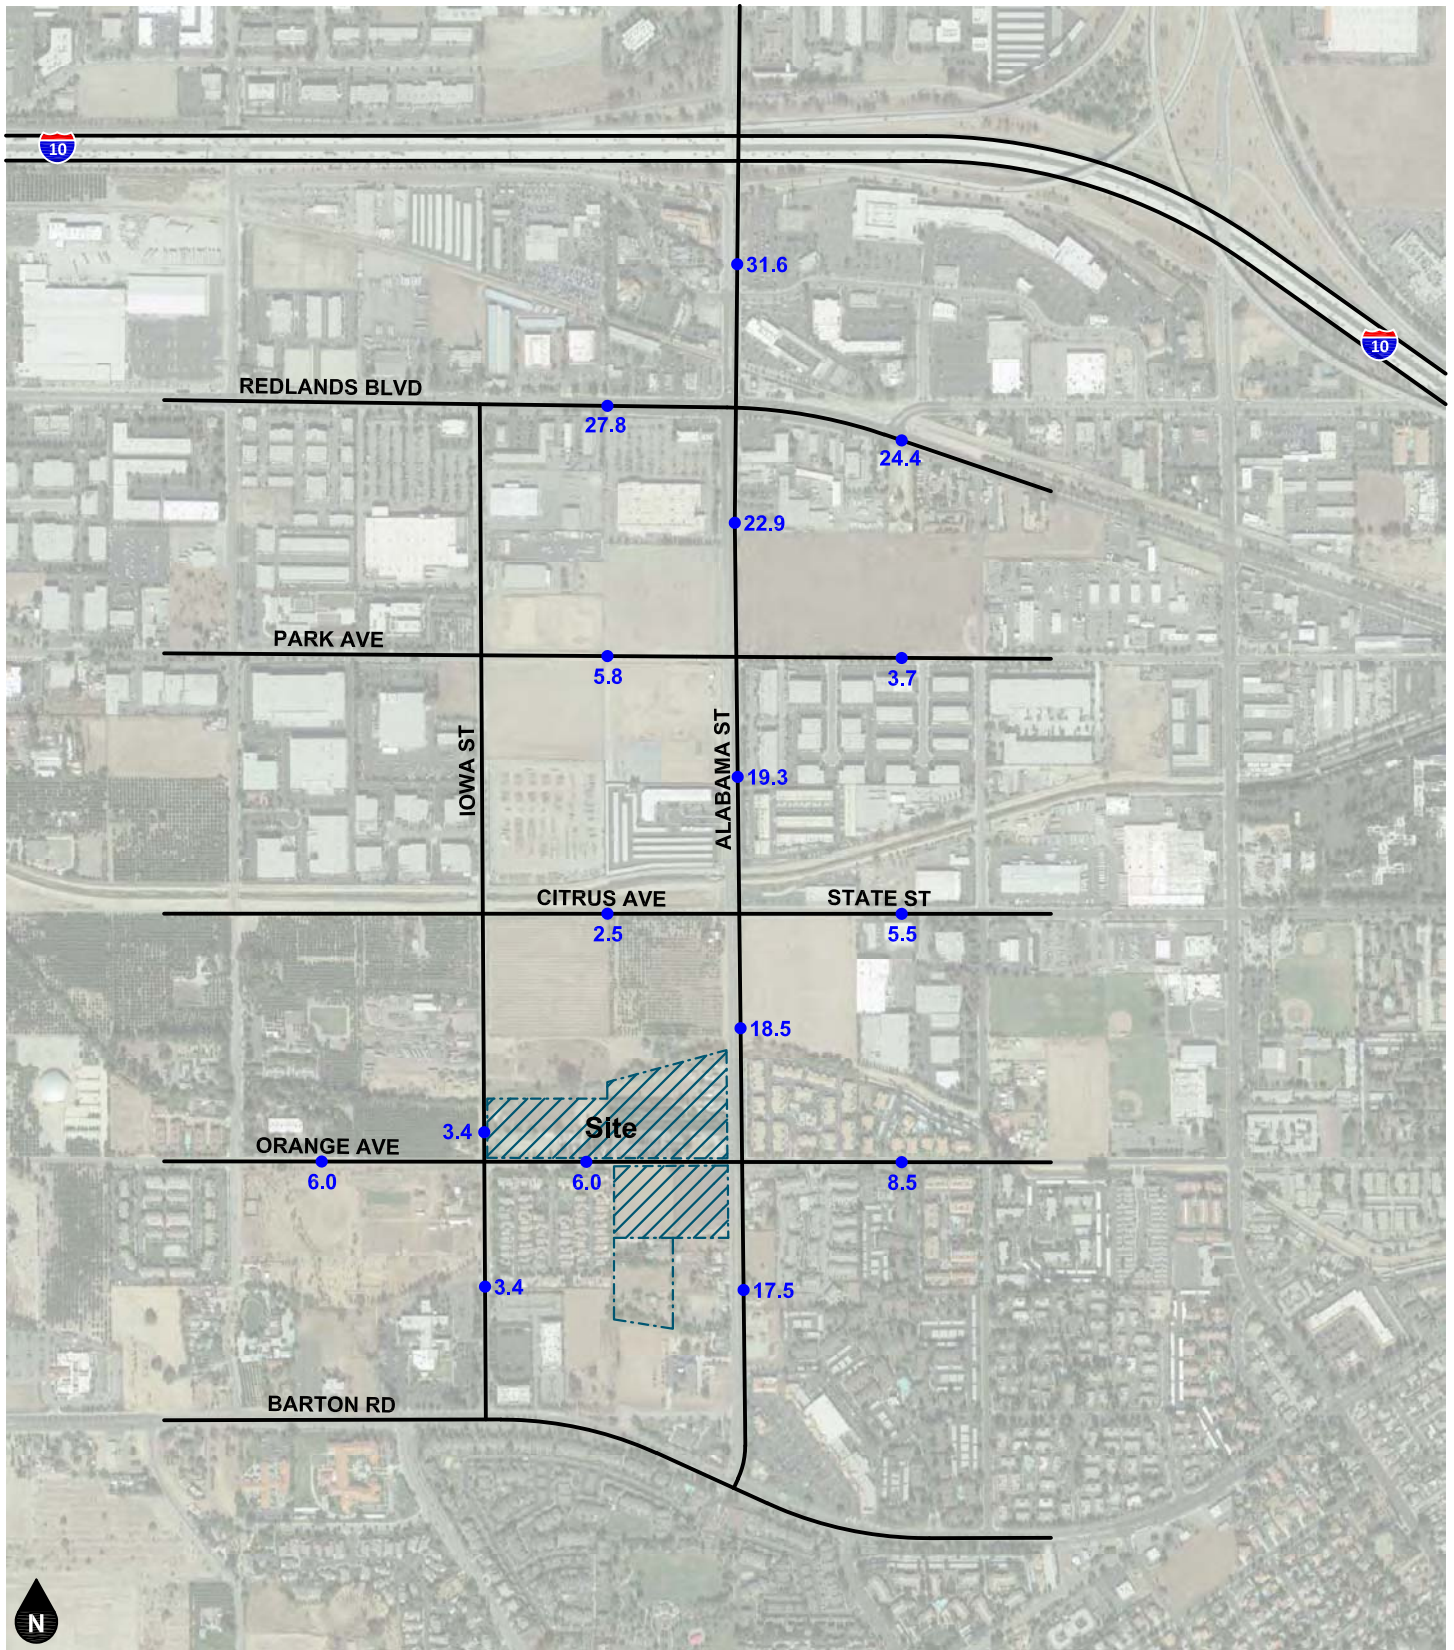 10
31.6
10
REDLANDS BLVD
27.8
24.4
22.9
PARK AVE
5.8
3.7
IOWA ST
ALABAMA ST
19.3
CITRUS AVE
STATE ST
2.5
5.5
18.5
3.4
Site
ORANGE AVE
6.0
6.0
8.5
3.4
17.5
BARTON RD
N